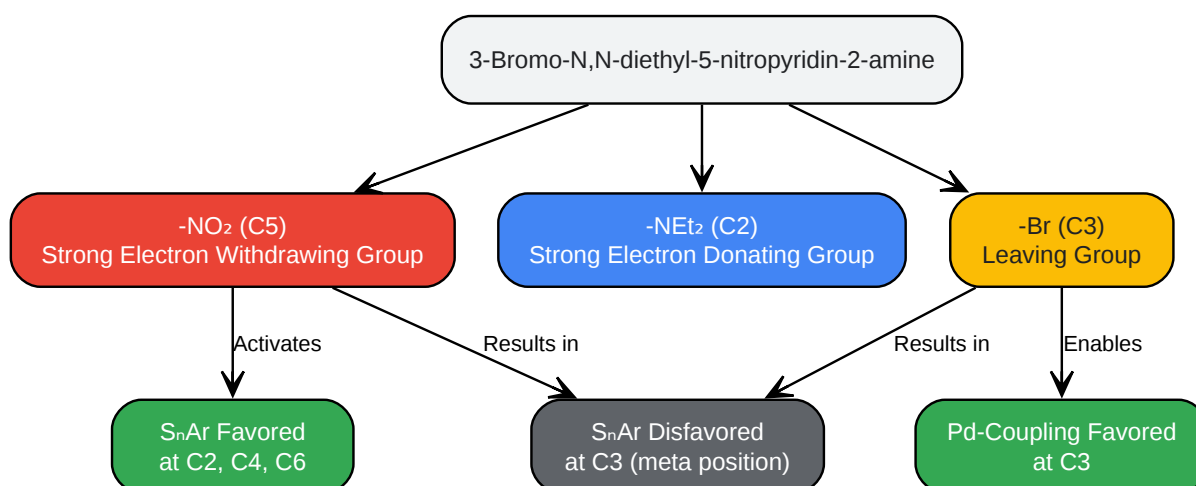 3-Bromo-N,N-diethyl-5-nitropyridin-2-amine
-NO₂ (C5)
Strong Electron Withdrawing Group
-NEt₂ (C2)
Strong Electron Donating Group
-Br (C3)
Leaving Group
Activates
Results in
Results in
Enables
SₙAr Favored
at C2, C4, C6
SₙAr Disfavored
at C3 (meta position)
Pd-Coupling Favored
at C3